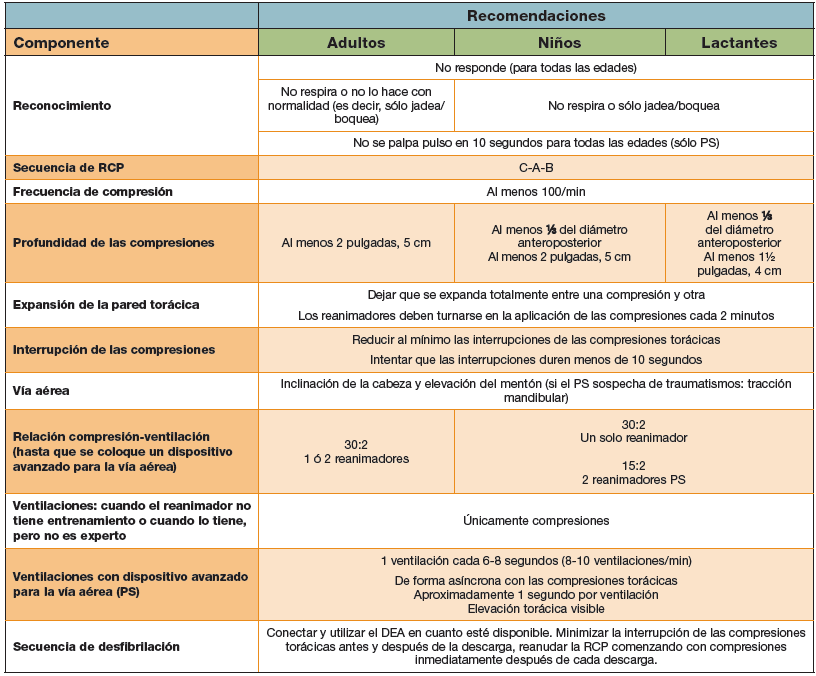 Recomendaciones
Componente
Adultos
Niños
Lactantes
Reconocimiento
No responde (para todas las edades)
No respira o no lo hace con
normalidad (es decir, sólo jadea/
boquea)
No respira o sólo jadea/boquea
No se palpa pulso en 10 segundos para todas las edades (sólo PS)
Secuencia de RCP
C-A-B
Frecuencia de compresión
Al menos 100/min
Profundidad de las compresiones
Al menos 2 pulgadas, 5 cm
Al menos ⅓ del diámetro
anteroposterior
Al menos 2 pulgadas, 5 cm
Al menos ⅓
del diámetro
anteroposterior
Al menos 1½
pulgadas, 4 cm
Expansión de la pared torácica
Dejar que se expanda totalmente entre una compresión y otra
Los reanimadores deben turnarse en la aplicación de las compresiones cada 2 minutos
Interrupción de las compresiones
Reducir al mínimo las interrupciones de las compresiones torácicas
Intentar que las interrupciones duren menos de 10 segundos
Vía aérea
Inclinación de la cabeza y elevación del mentón (si el PS sospecha de traumatismos: tracción
mandibular)
Relación compresión-ventilación
(hasta que se coloque un dispositivo
avanzado para la vía aérea)
30:2
1 ó 2 reanimadores
30:2
Un solo reanimador
15:2
2 reanimadores PS
Ventilaciones: cuando el reanimador no
tiene entrenamiento o cuando lo tiene,
pero no es experto
Únicamente compresiones
Ventilaciones con dispositivo avanzado
para la vía aérea (PS)
1 ventilación cada 6-8 segundos (8-10 ventilaciones/min)
De forma asíncrona con las compresiones torácicas
Aproximadamente 1 segundo por ventilación
Elevación torácica visible
Secuencia de desfibrilación
Conectar y utilizar el DEA en cuanto esté disponible. Minimizar la interrupción de las compresiones
torácicas antes y después de la descarga, reanudar la RCP comenzando con compresiones
inmediatamente después de cada descarga.